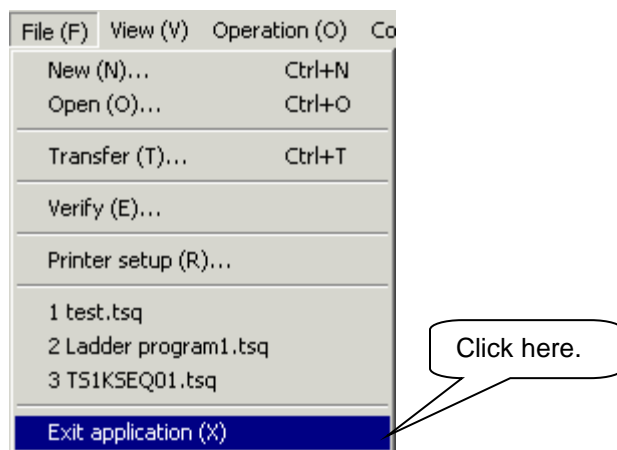 File (F) View (V) Operation (O) Co
New (N)... Ctrl+N
Open (O)... Ctrl+O
Transfer (T)... Ctrl+T
Verify (E)...
Printer setup (R)...
1 test.tsq
2 Ladder program1.tsq
3 TS1KSEQ01.tsq
Click here.
Exit application (X)